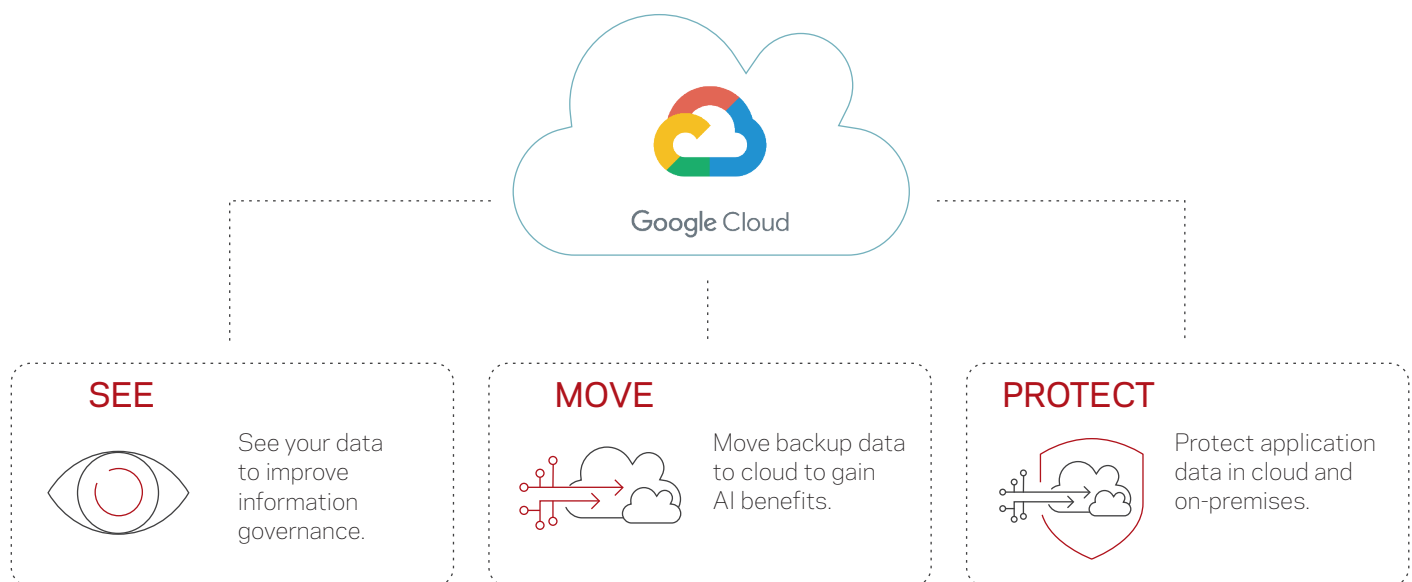 Google Cloud
SEE
See your data
to improve
information
governance.
MOVE
Move backup data
to cloud to gain
AI benefits.
PROTECT
Protect application
data in cloud and
on-premises.